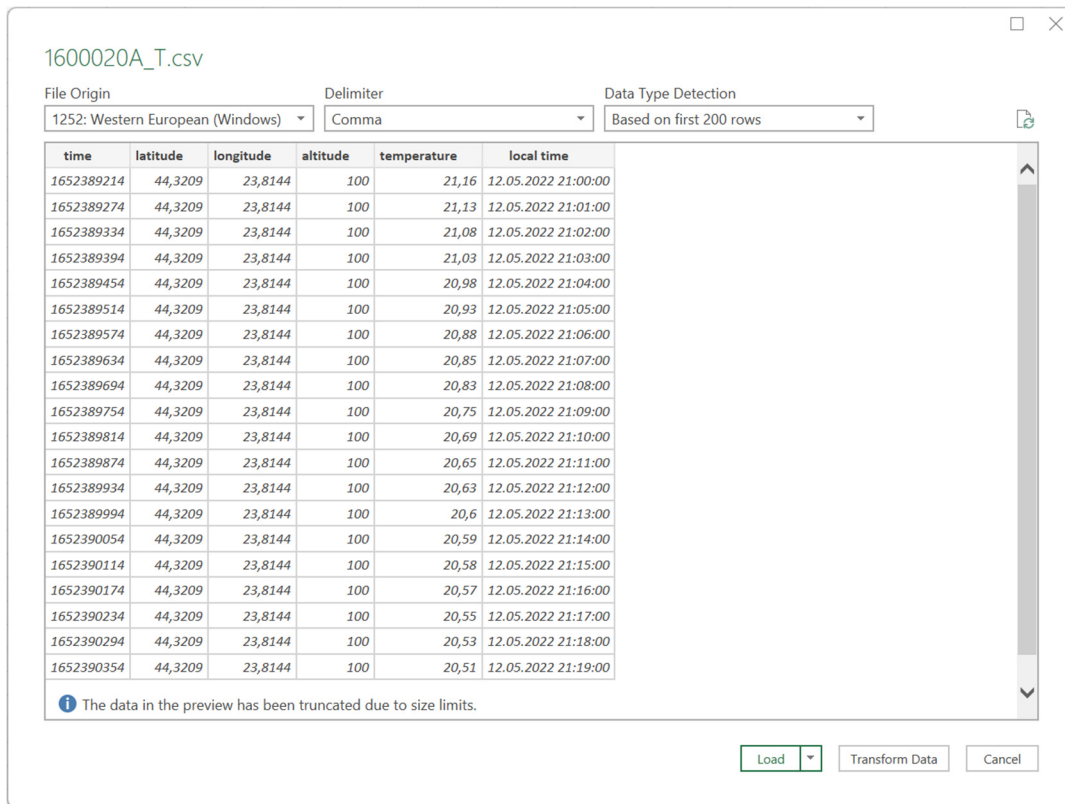 1600020A_T.csv
File Origin Delimiter Data Type Detection
1252: Western European (Windows) Comma Based on first 200 rows
time latitude longitude altitude temperature local time
1652389214 44,3209 23,8144 100 21,16 12.05.2022 21:00:00
1652389274 44,3209 23,8144 100 21,13 12.05.2022 21:01:00
1652389334 44,3209 23,8144 100 21,08 12.05.2022 21:02:00
1652389394 44,3209 23,8144 100 21,03 12.05.2022 21:03:00
1652389454 44,3209 23,8144 100 20,98 12.05.2022 21:04:00
1652389514 44,3209 23,8144 100 20,93 12.05.2022 21:05:00
1652389574 44,3209 23,8144 100 20,88 12.05.2022 21:06:00
1652389634 44,3209 23,8144 100 20,85 12.05.2022 21:07:00
1652389694 44,3209 23,8144 100 20,83 12.05.2022 21:08:00
1652389754 44,3209 23,8144 100 20,75 12.05.2022 21:09:00
1652389814 44,3209 23,8144 100 20,69 12.05.2022 21:10:00
1652389874 44,3209 23,8144 100 20,65 12.05.2022 21:11:00
1652389934 44,3209 23,8144 100 20,63 12.05.2022 21:12:00
1652389994 44,3209 23,8144 100 20,6 12.05.2022 21:13:00
1652390054 44,3209 23,8144 100 20,59 12.05.2022 21:14:00
1652390114 44,3209 23,8144 100 20,58 12.05.2022 21:15:00
1652390174 44,3209 23,8144 100 20,57 12.05.2022 21:16:00
1652390234 44,3209 23,8144 100 20,55 12.05.2022 21:17:00
1652390294 44,3209 23,8144 100 20,53 12.05.2022 21:18:00
1652390354 44,3209 23,8144 100 20,51 12.05.2022 21:19:00
The data in the preview has been truncated due to size limits.
Load Transform Data Cancel